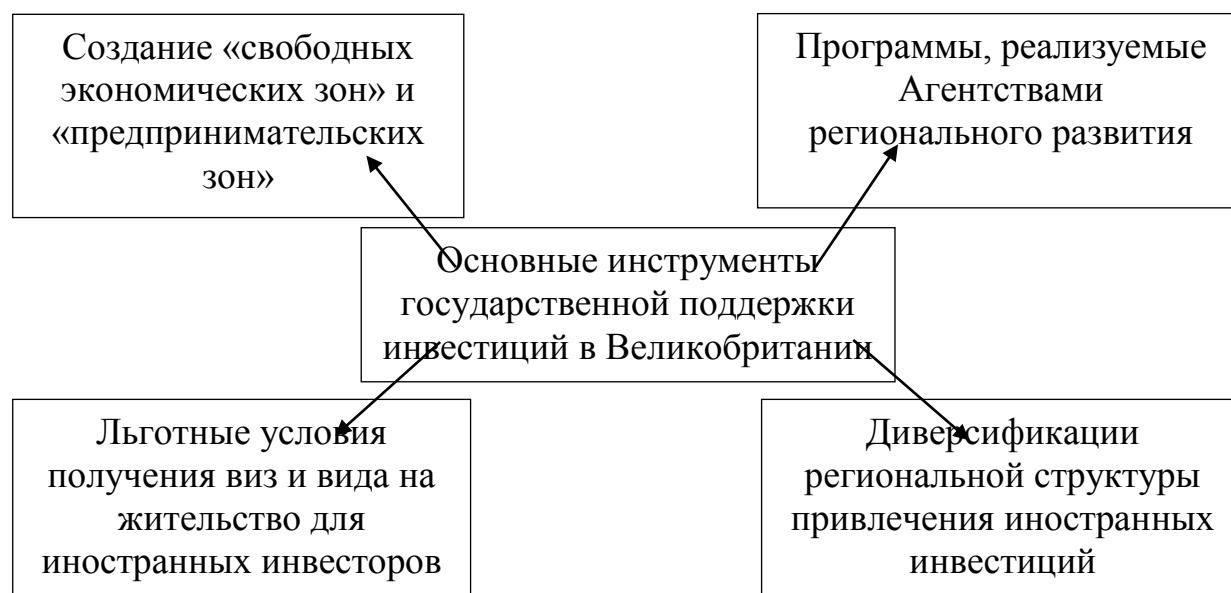 Создание «свободных
экономических зон» и
«предпринимательских
зон»
Программы, реализуемые
Агентствами
регионального развития
Основные инструменты
государственной поддержки
инвестиций в Великобритании
Льготные условия
получения виз и вида на
жительство для
иностранных инвесторов
Диверсификации
региональной структуры
привлечения иностранных
инвестиций